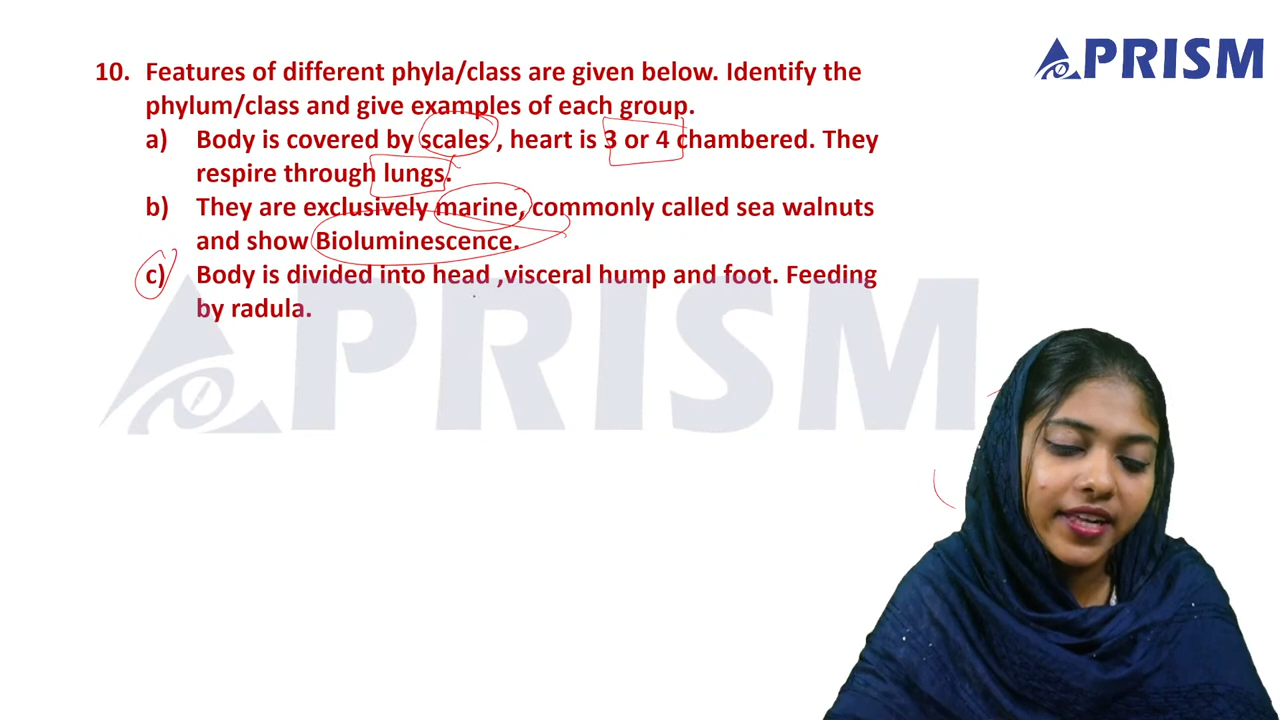 PRISM
10. Features of different phyla/class are given below. Identify the
phylum/class and give examples of each group.
a) Body is covered by scales , heart is 3 or 4 chambered. They
respire through lungs.
b) They are exclusively marine, commonly called sea walnuts
and show Bioluminescence.
c) Body is divided into head ,visceral hump and foot. Feeding
by radula.
PRISM